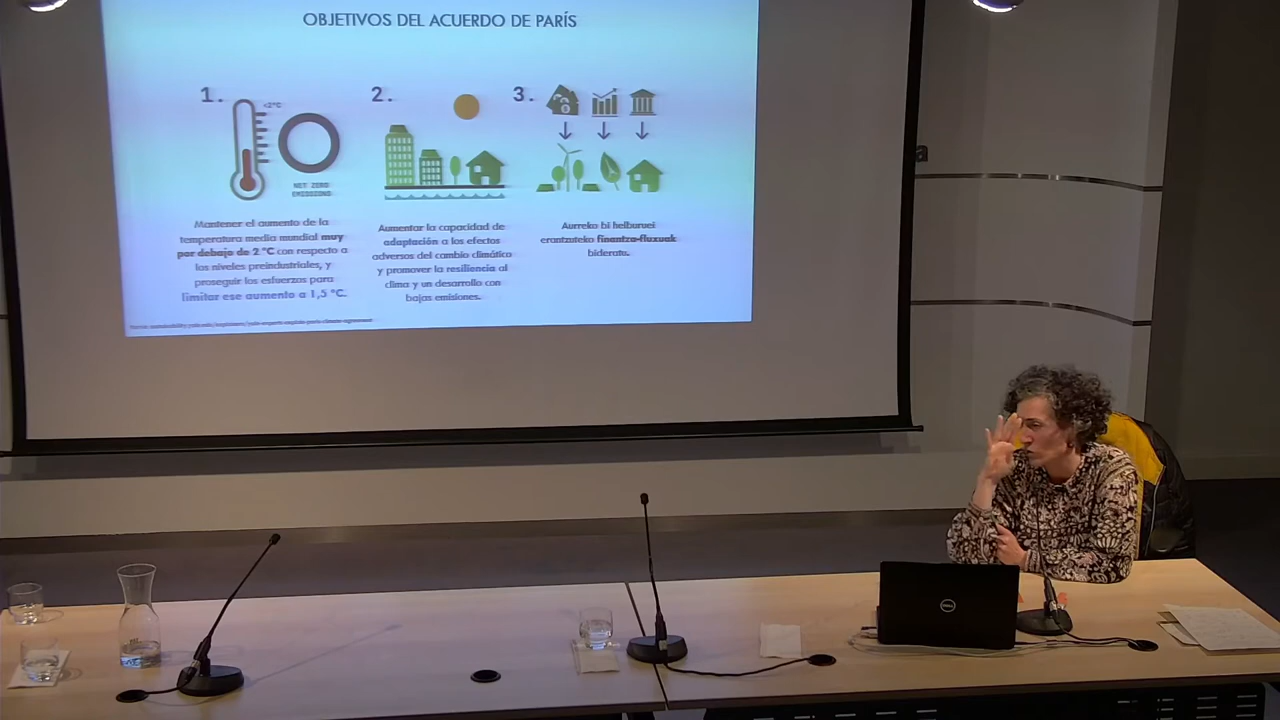 OBJETIVOS DEL ACUERDO DE PARÍS
1.
<2°C
NET ZERO
EMISSIONS
Mantener el aumento de la
temperatura media mundial muy
por debajo de 2 °C con respecto a
los niveles preindustriales, y
proseguir los esfuerzos para
limitar ese aumento a 1,5 °C.
2.
Aumentar la capacidad de
adaptación a los efectos
adversos del cambio climático
y promover la resiliencia al
clima y un desarrollo con
bajas emisiones.
3.
Aurreko bi helburuei
erantzuteko finantza-fluxuak
bideratu.
DELL